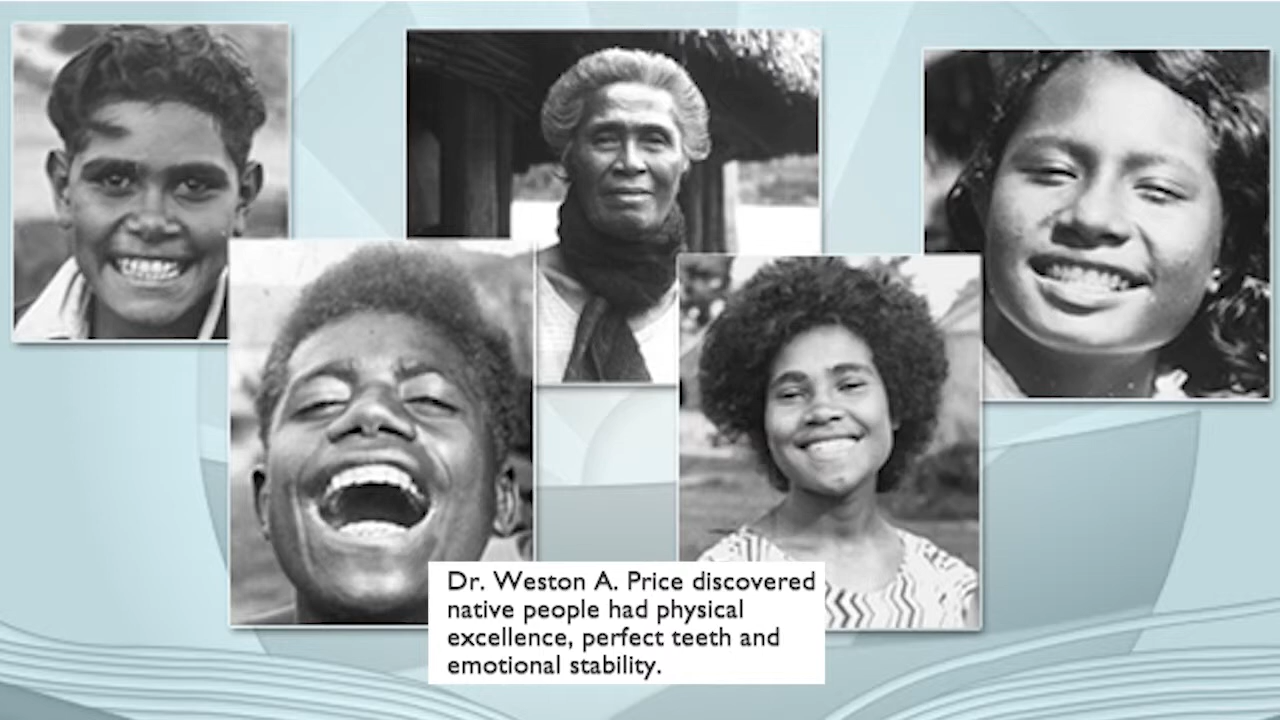 Dr. Weston A. Price discovered
native people had physical
excellence, perfect teeth and
emotional stability.